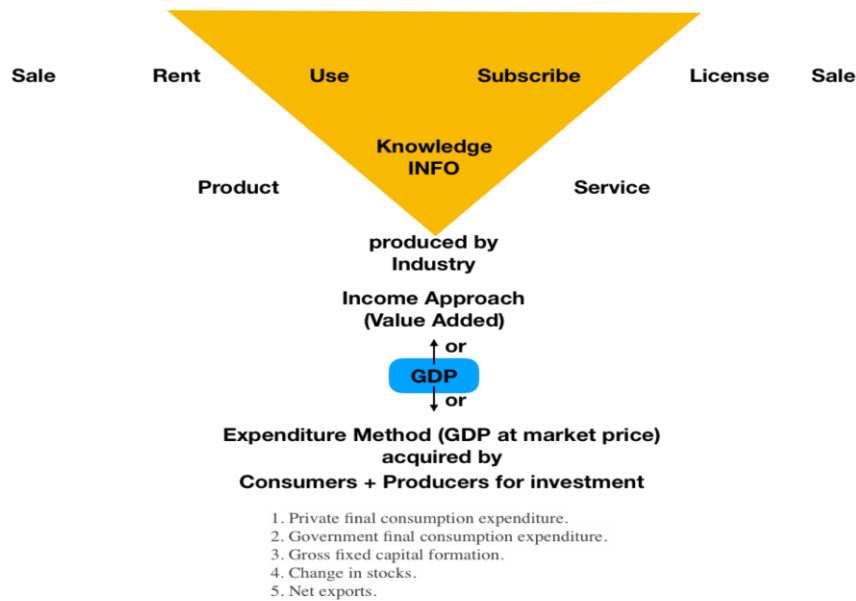 Sale Rent Use Subscribe License Sale
Knowledge
INFO
Product Service
produced by
Industry
Income Approach
(Value Added)
or
GDP
or
Expenditure Method (GDP at market price)
acquired by
Consumers + Producers for investment
1. Private final consumption expenditure.
2. Government final consumption expenditure.
3. Gross fixed capital formation.
4. Change in stocks.
5. Net exports.